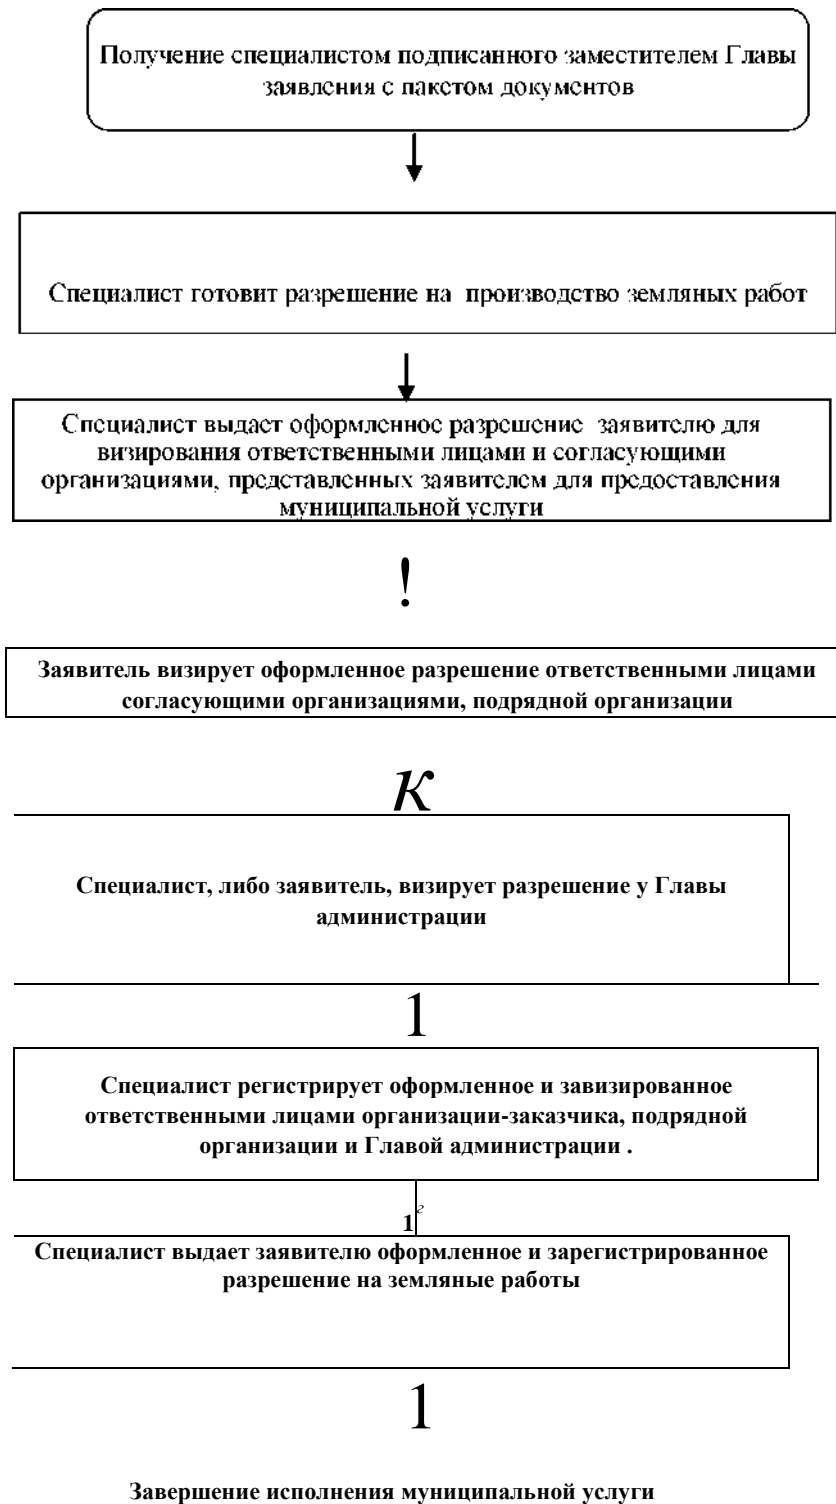 Получение специалистом подписанного заместителем Главы
заявления с пакетом документов
Специалист готовит разрешение на производство земляных работ
Специалист выдает оформленное разрешение заявителю для
визирования ответственными лицами и согласующими
организациями, представленных заявителем для предоставления
муниципальной услуги
!
Заявитель визирует оформленное разрешение ответственными лицами
согласующими организациями, подрядной организации
к
Специалист, либо заявитель, визирует разрешение у Главы
администрации
1
Специалист регистрирует оформленное и завизированное
ответственными лицами организации-заказчика, подрядной
организации и Главой администрации .
1 г
Специалист выдает заявителю оформленное и зарегистрированное
разрешение на земляные работы
1
Завершение исполнения муниципальной услуги